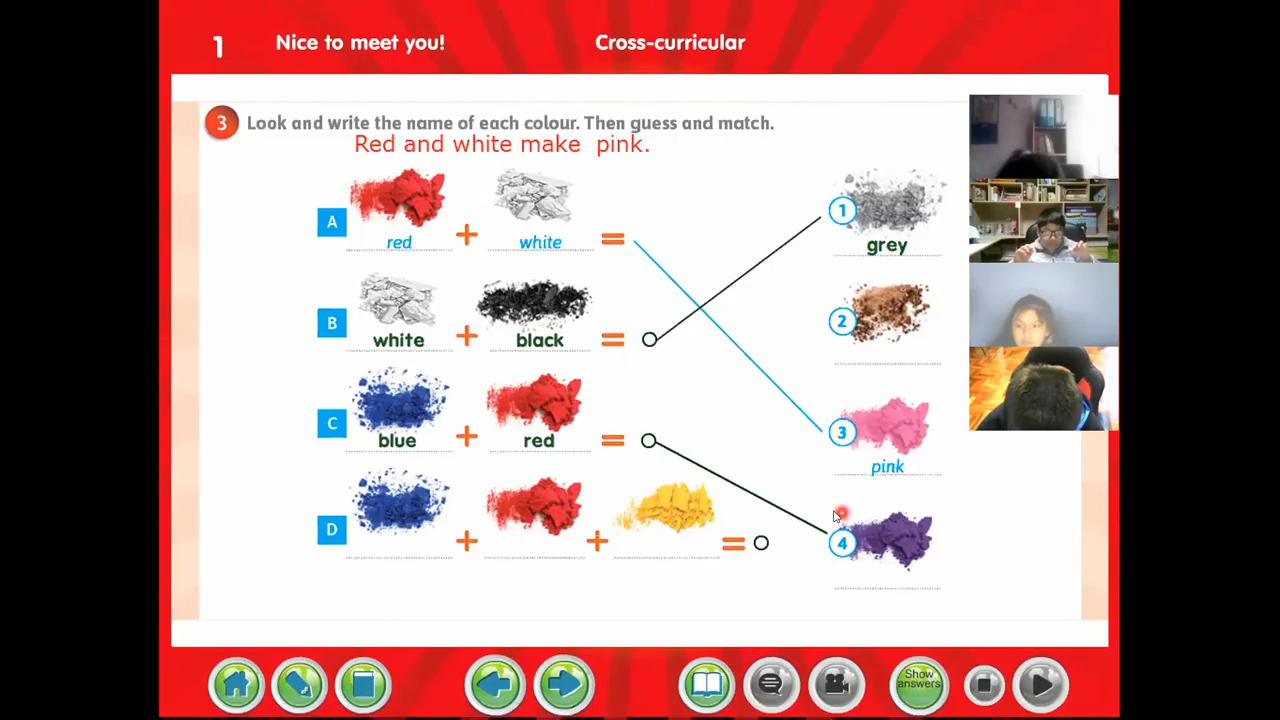 1 Nice to meet you! Cross-curricular
3 Look and write the name of each colour. Then guess and match.
Red and white make pink.
A red + white =
1 grey
B white + black =
2
C blue + red =
3 pink
D + + =
4
Show answers